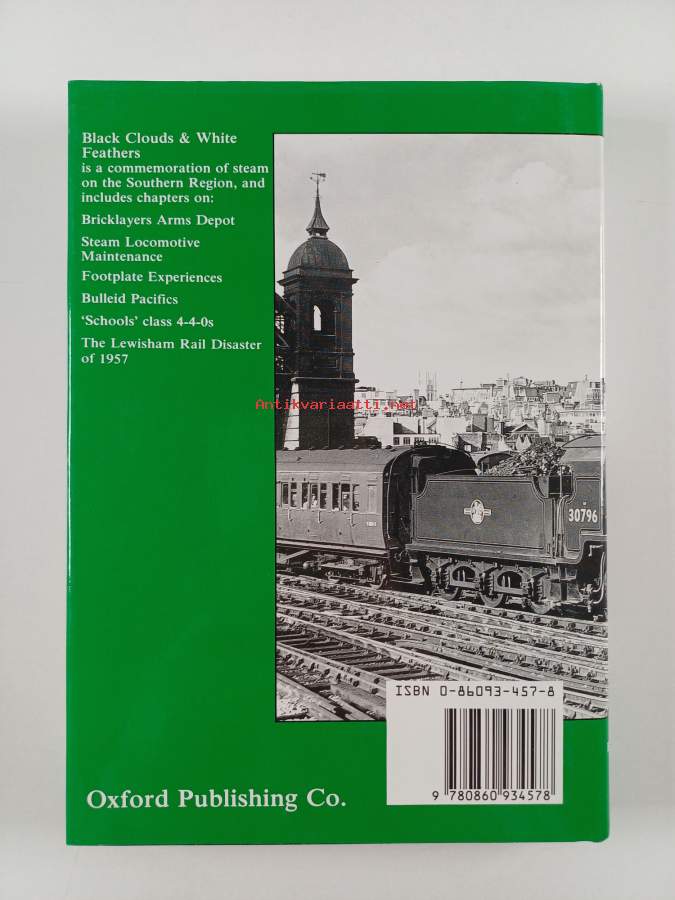 Black Clouds & White
Feathers
is a commemoration of steam
on the Southern Region, and
includes chapters on:
Bricklayers Arms Depot
Steam Locomotive
Maintenance
Footplate Experiences
Bulleid Pacifics
‘Schools’ class 4-4-0s
The Lewisham Rail Disaster
of 1957
Antikvariaatti.net
30796
ISBN 0-86093-457-8
9 780860 934578
Oxford Publishing Co.